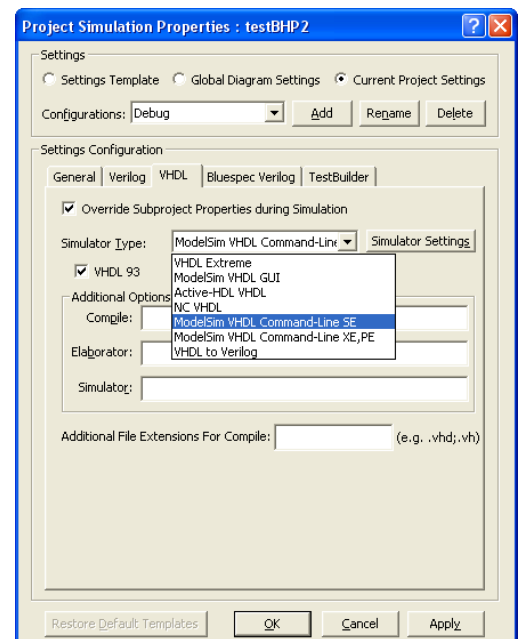 Project Simulation Properties : testBHP2
Settings
Settings Template Global Diagram Settings Current Project Settings
Configurations: Debug Add Rename Delete
Settings Configuration
General Verilog VHDL Bluespec Verilog TestBuilder
Override Subproject Properties during Simulation
Simulator Type: ModelSim VHDL Command-Line Simulator Settings
VHDL 93
VHDL Extreme
ModelSim VHDL GUI
Active-HDL VHDL
NC VHDL
ModelSim VHDL Command-Line SE
ModelSim VHDL Command-Line XE,PE
VHDL to Verilog
Additional Options
Compile:
Elaborator:
Simulator:
Additional File Extensions For Compile: (e.g. .vhd;.vh)
Restore Default Templates OK Cancel Apply